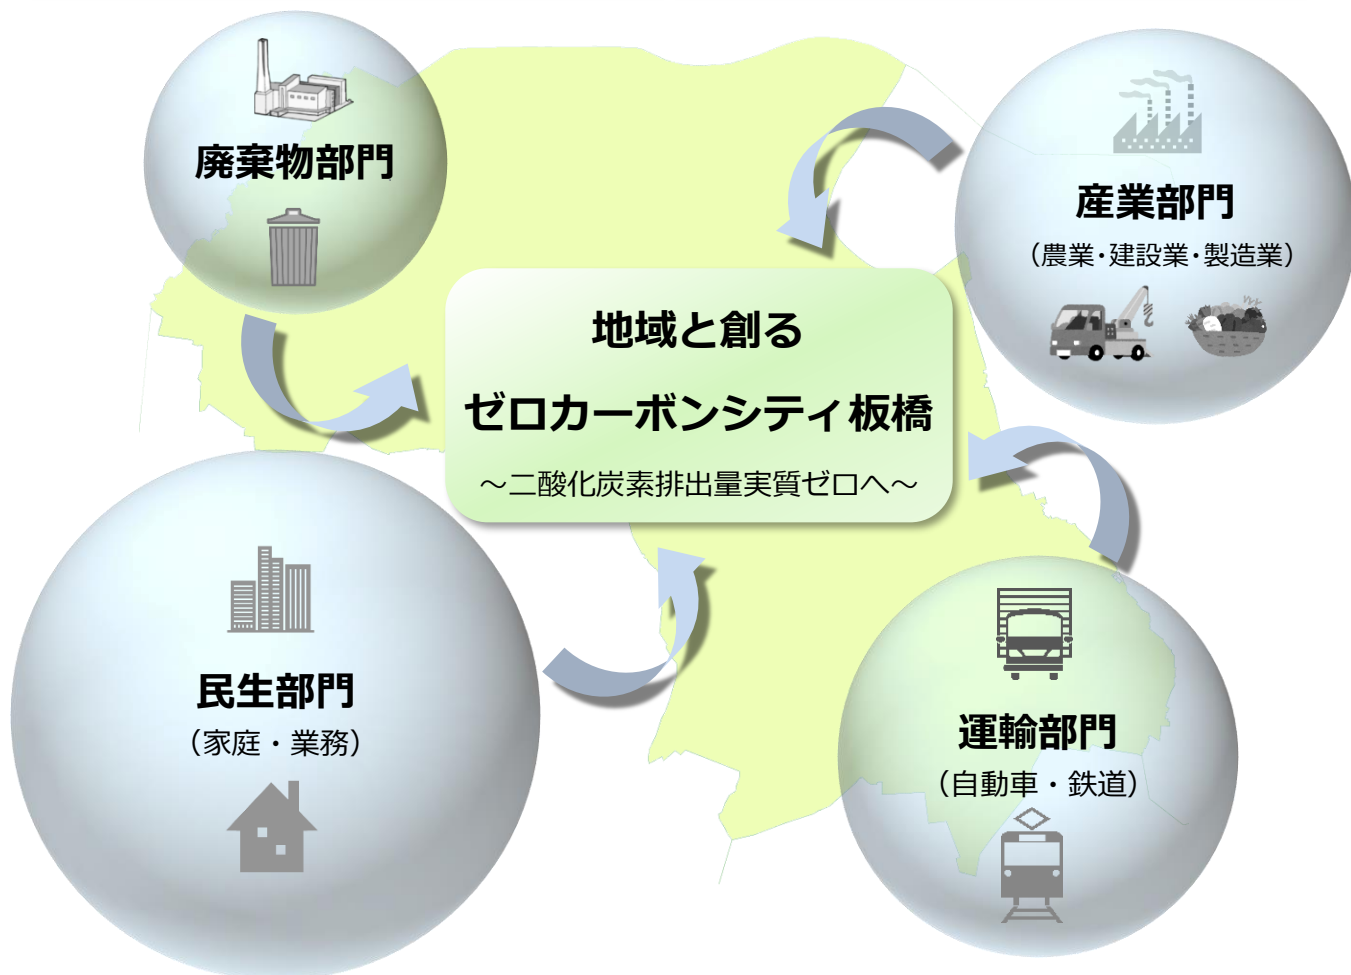 廃棄物部門
産業部門
（農業・建設業・製造業）
地域と創る
ゼロカーボンシティ板橋
～二酸化炭素排出量実質ゼロへ～
民生部門
（家庭・業務）
運輸部門
（自動車・鉄道）